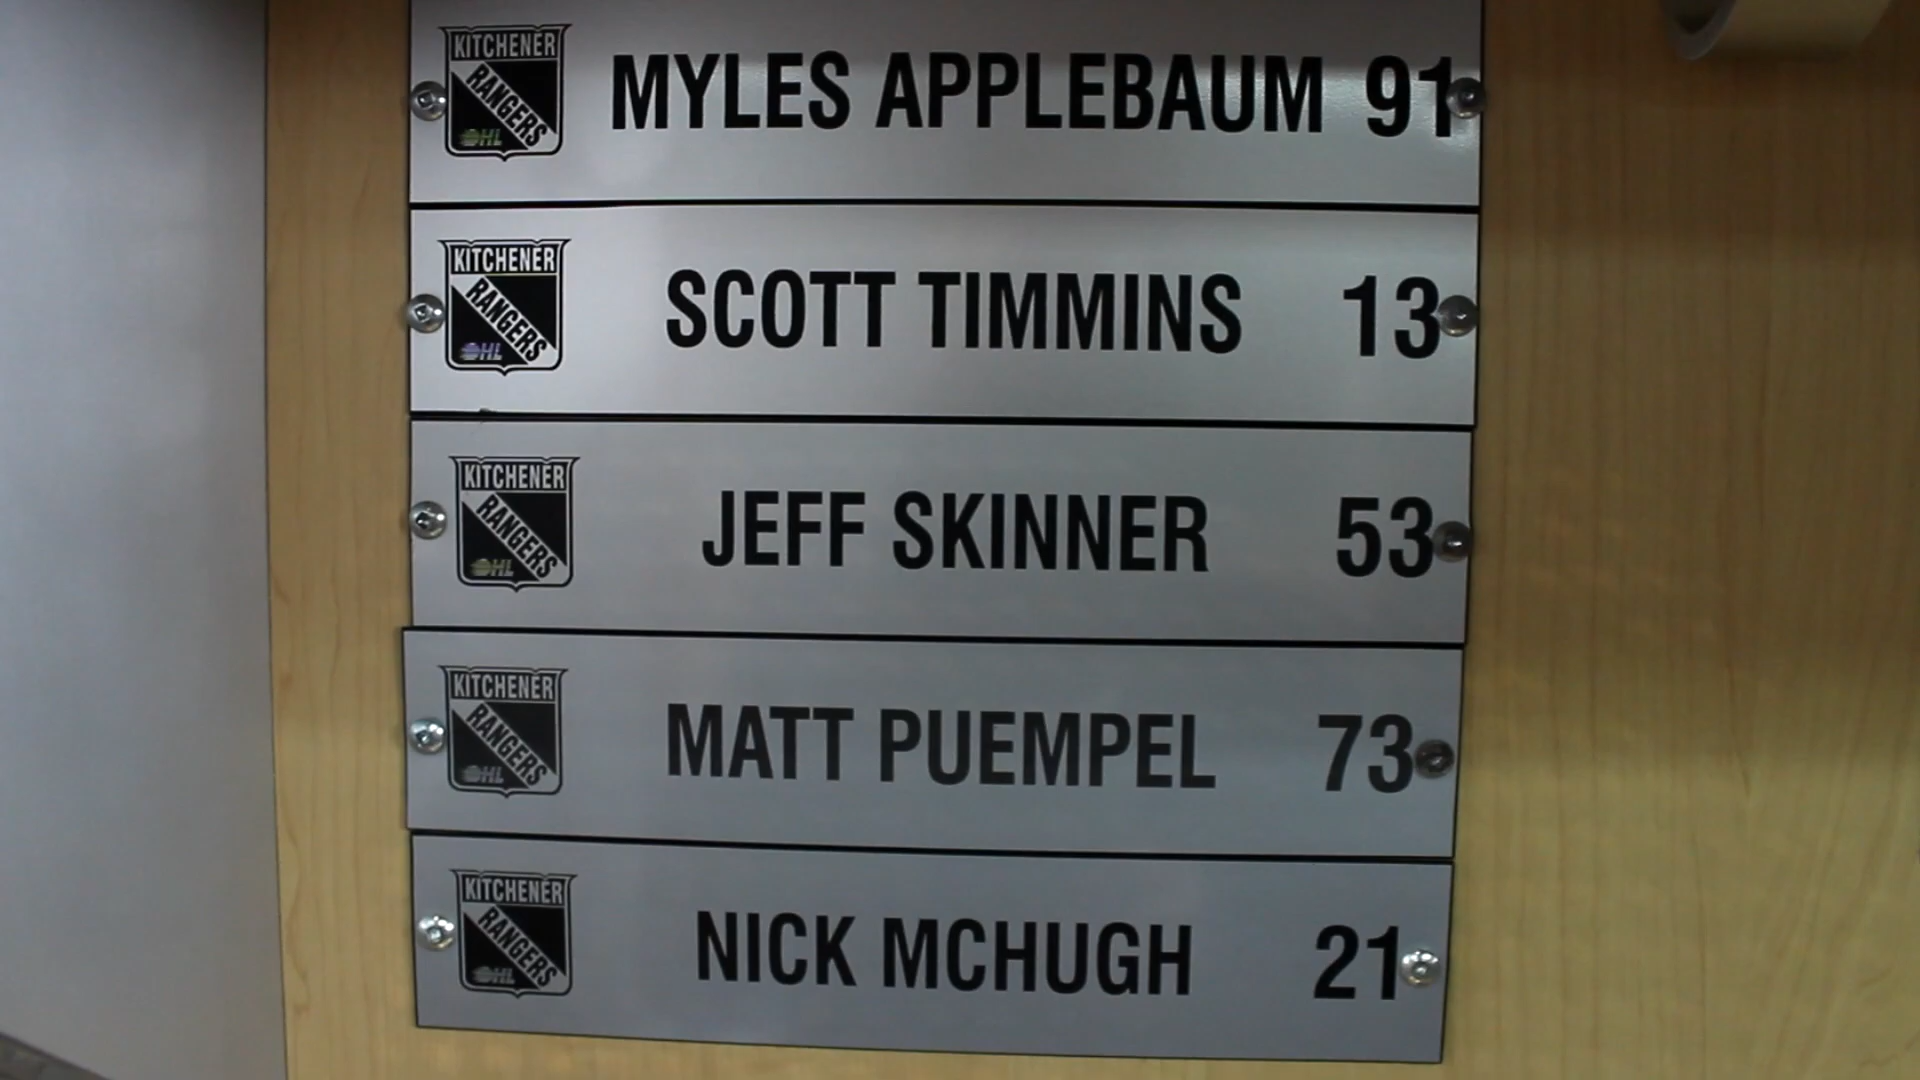 KITCHENER
RANGERS
OHL
MYLES APPLEBAUM 91
KITCHENER
RANGERS
OHL
SCOTT TIMMINS 13
KITCHENER
RANGERS
OHL
JEFF SKINNER 53
KITCHENER
RANGERS
OHL
MATT PUEMPEL 73
KITCHENER
RANGERS
OHL
NICK MCHUGH 21